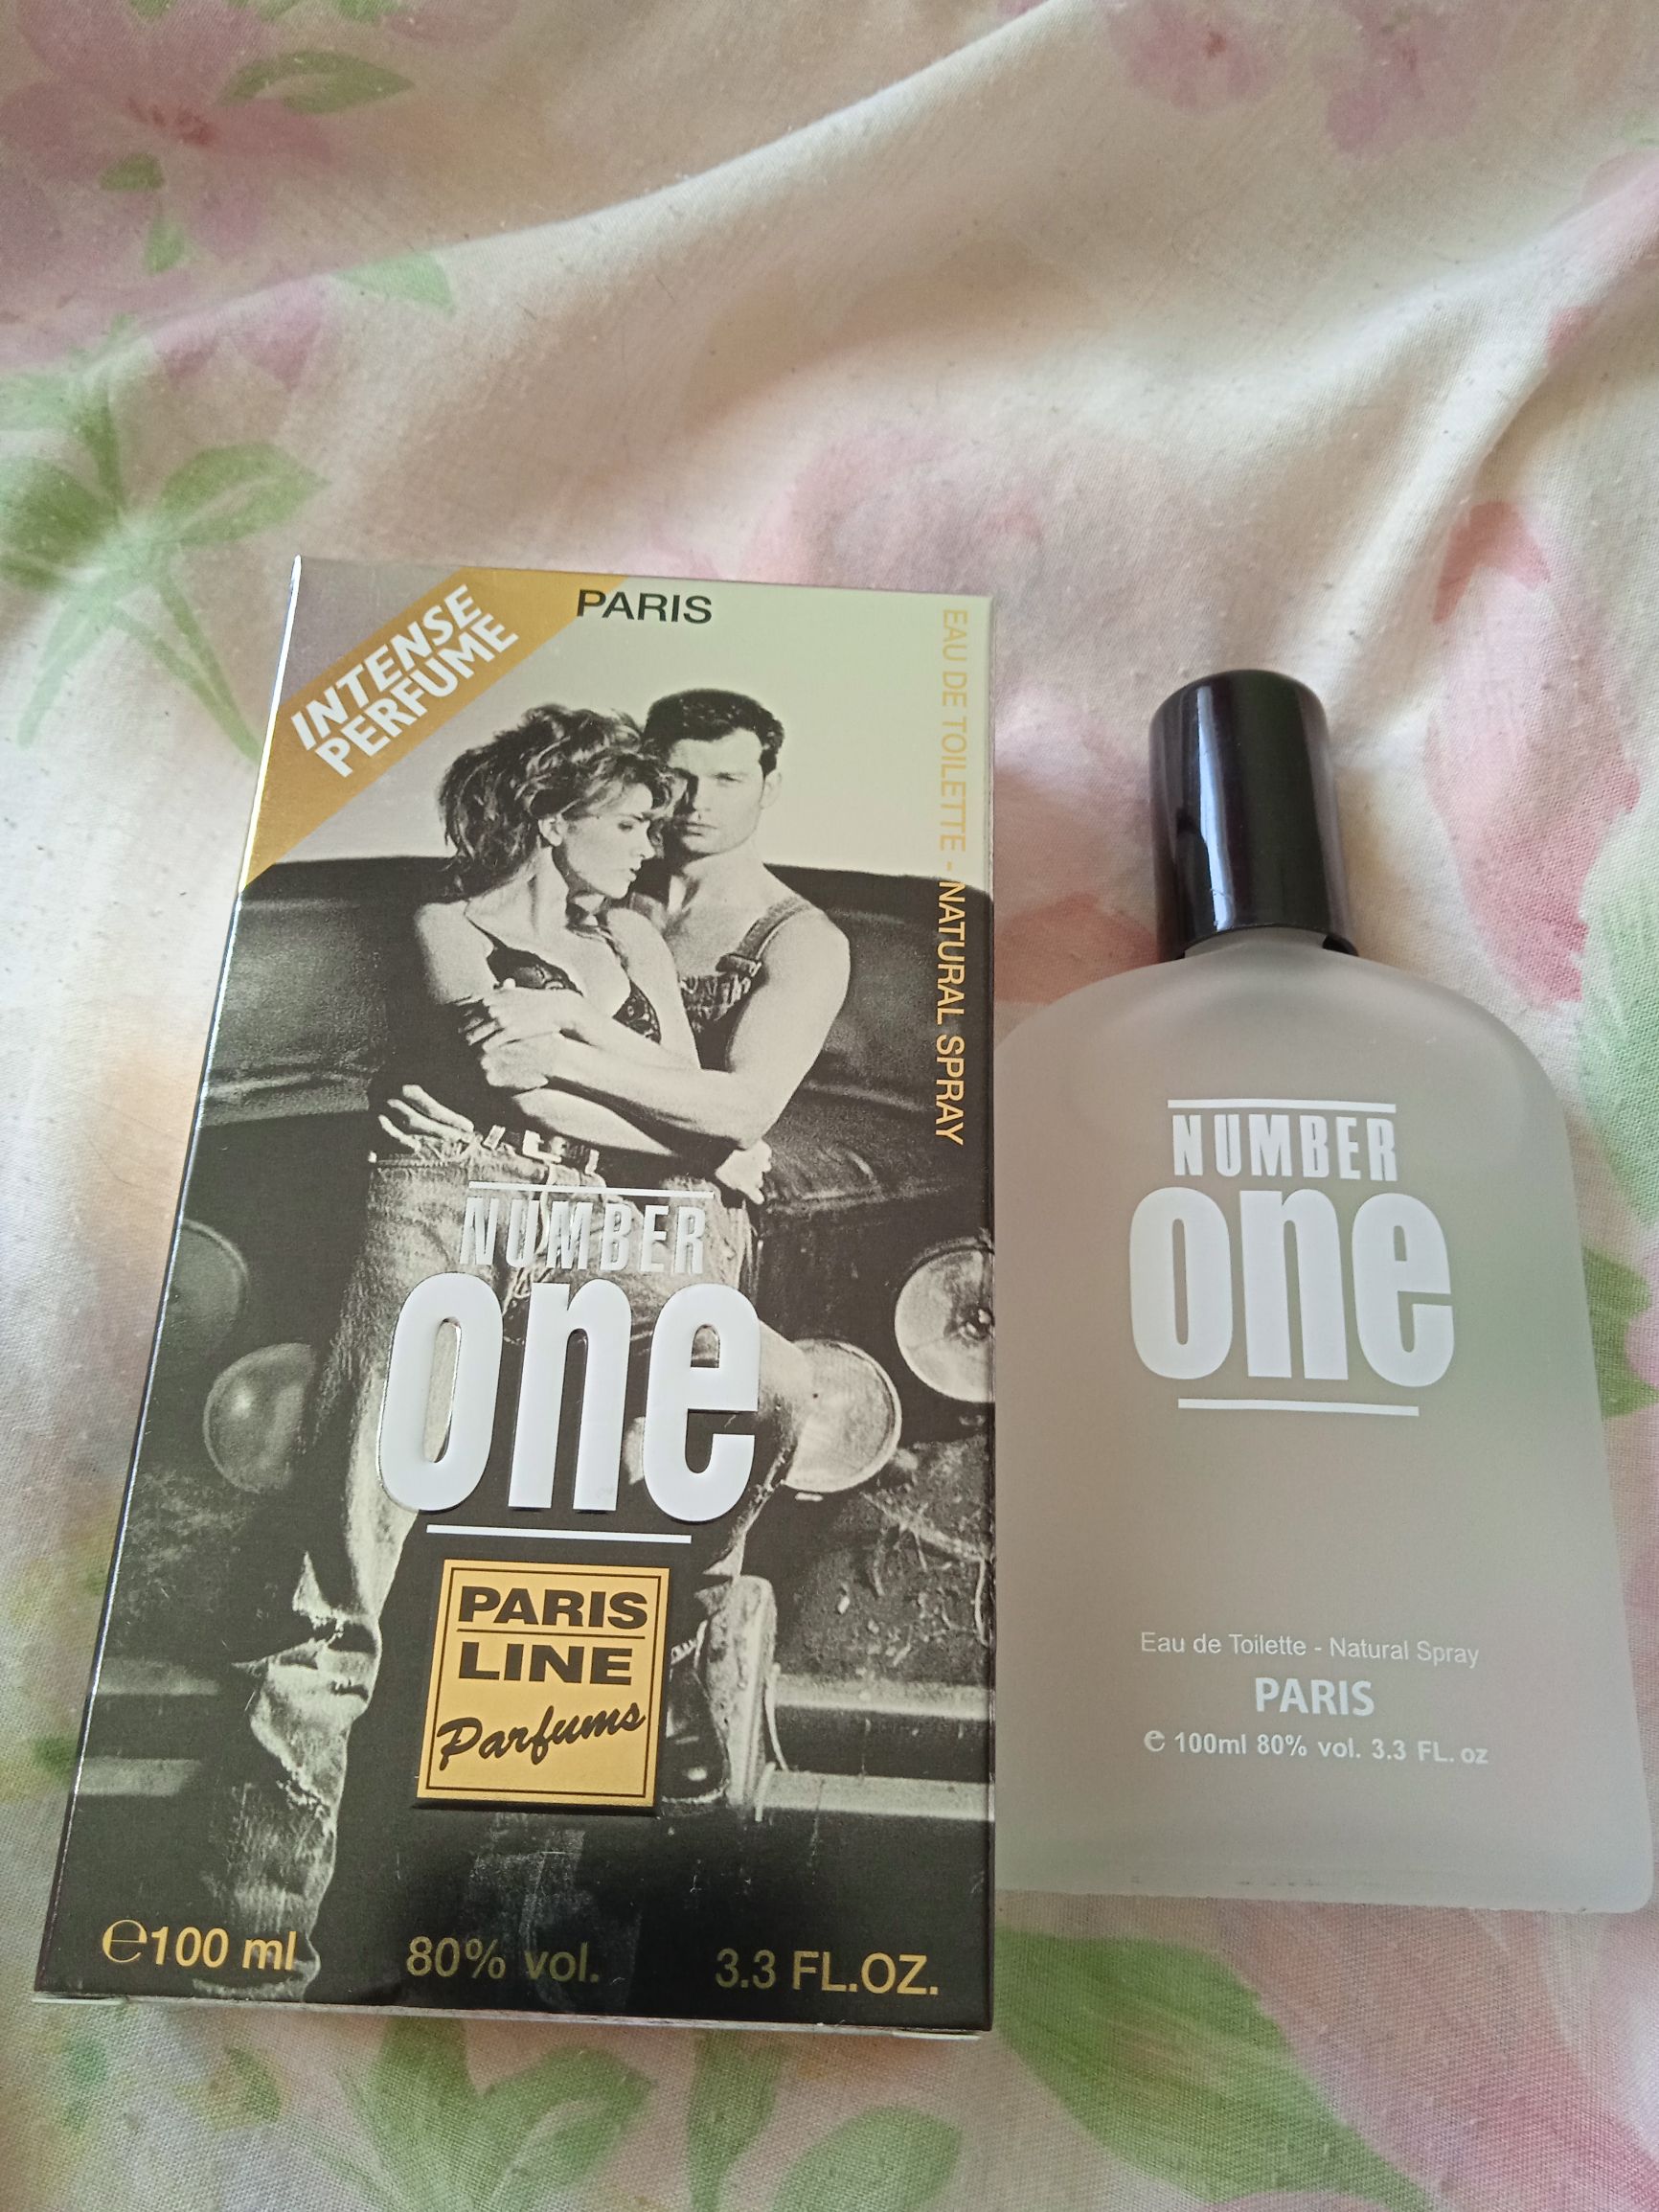 INTENSE
PERFUME
PARIS
EAU DE TOILETTE - NATURAL SPRAY
NUMBER
one
PARIS
LINE
Parfums
℮100 ml 80% vol. 3.3 FL.OZ.
NUMBER
one
Eau de Toilette - Natural Spray
PARIS
℮ 100ml 80% vol. 3.3 FL. oz